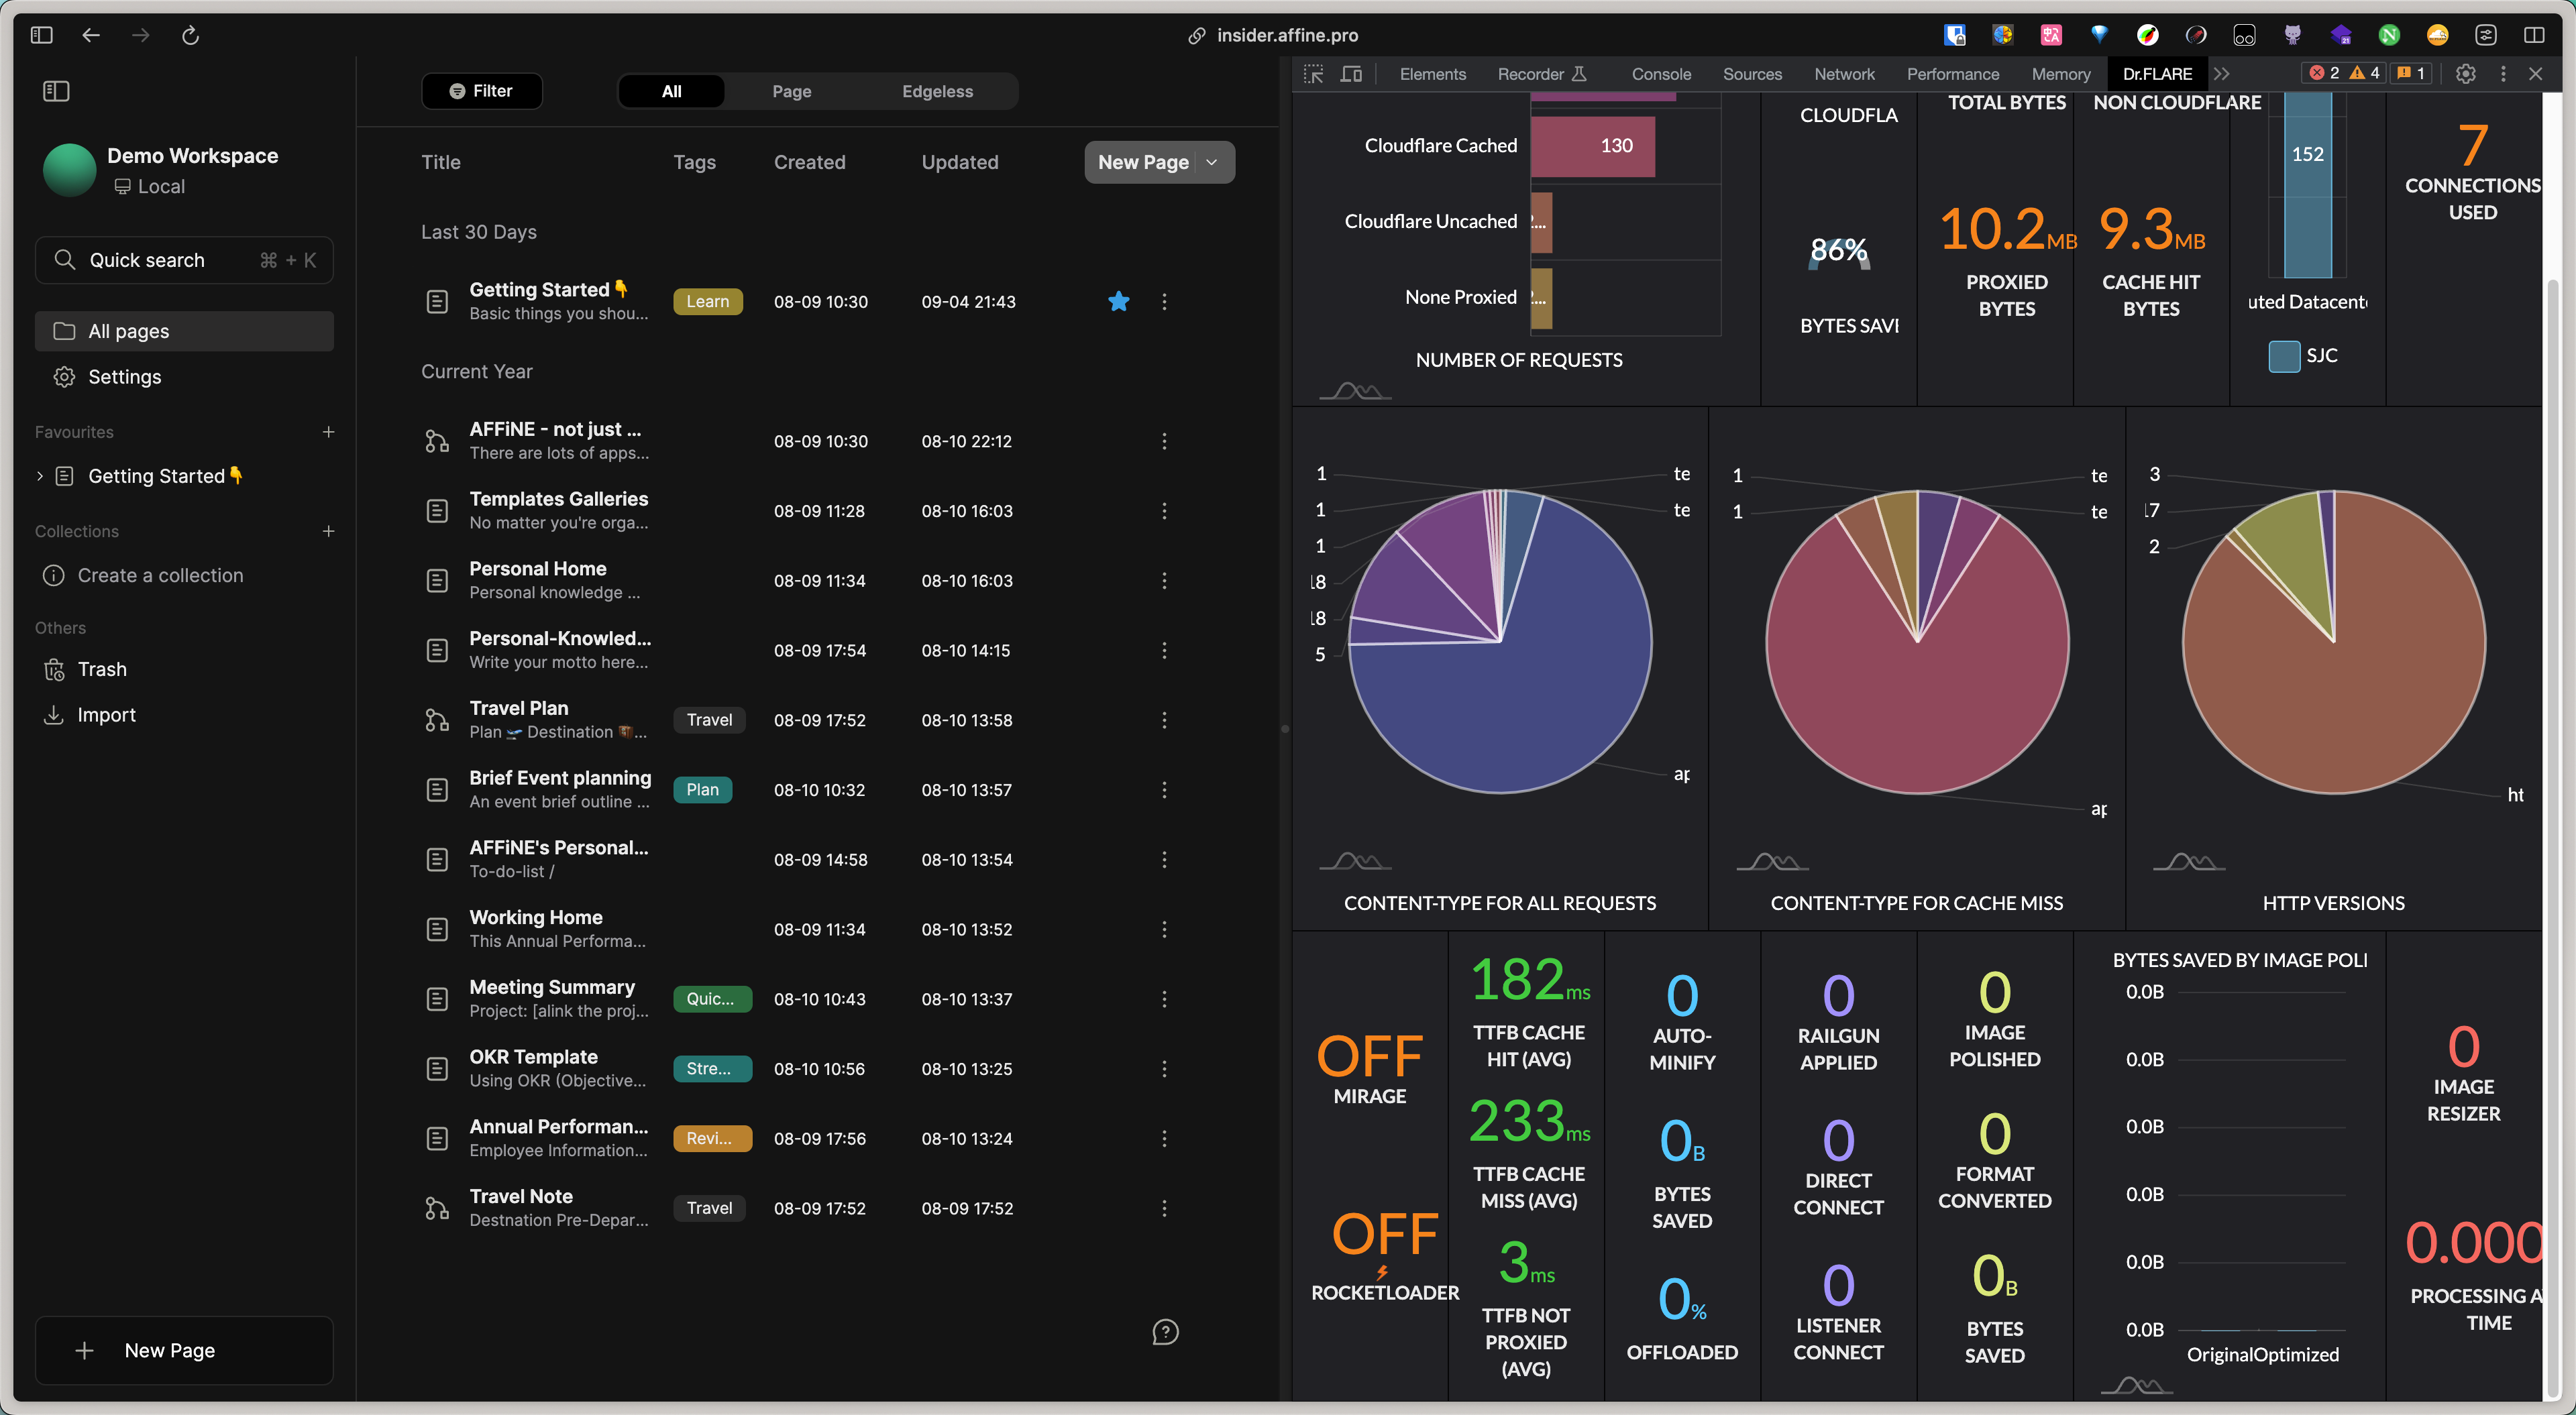 insider.affine.pro
Demo Workspace
Local
Quick search
⌘ + K
All pages
Settings
Favourites
Getting Started👇
Collections
Create a collection
Others
Trash
Import
New Page
Filter
All
Page
Edgeless
Title
Tags
Created
Updated
New Page
Last 30 Days
Getting Started👇
Basic things you shou...
Learn
08-09 10:30
09-04 21:43
Current Year
AFFiNE - not just ...
There are lots of apps...
08-09 10:30
08-10 22:12
Templates Galleries
No matter you're orga...
08-09 11:28
08-10 16:03
Personal Home
Personal knowledge ...
08-09 11:34
08-10 16:03
Personal-Knowled...
Write your motto here...
08-09 17:54
08-10 14:15
Travel Plan
Plan 🛫 Destination ...
Travel
08-09 17:52
08-10 13:58
Brief Event planning
An event brief outline ...
Plan
08-10 10:32
08-10 13:57
AFFiNE's Personal...
To-do-list /
08-09 14:58
08-10 13:54
Working Home
This Annual Performa...
08-09 11:34
08-10 13:52
Meeting Summary
Project: [alink the proj...
Quic...
08-10 10:43
08-10 13:37
OKR Template
Using OKR (Objective...
Stre...
08-10 10:56
08-10 13:25
Annual Performan...
Employee Information...
Revi...
08-09 17:56
08-10 13:24
Travel Note
Destnation Pre-Depar...
Travel
08-09 17:52
08-09 17:52
Elements
Recorder
Console
Sources
Network
Performance
Memory
Dr.FLARE
2
4
1
Cloudflare Cached
130
Cloudflare Uncached
None Proxied
NUMBER OF REQUESTS
CLOUDFLA
86%
BYTES SAVE
TOTAL BYTES
10.2MB
PROXIED
BYTES
NON CLOUDFLARE
9.3MB
CACHE HIT
BYTES
152
uted Datacent
SJC
7
CONNECTIONS
USED
1
1
1
18
18
5
te
te
ap
CONTENT-TYPE FOR ALL REQUESTS
1
1
te
te
ap
CONTENT-TYPE FOR CACHE MISS
3
17
2
ht
HTTP VERSIONS
OFF
MIRAGE
OFF
ROCKETLOADER
182ms
TTFB CACHE
HIT (AVG)
233ms
TTFB CACHE
MISS (AVG)
3ms
TTFB NOT
PROXIED
(AVG)
0
AUTO-
MINIFY
0B
BYTES
SAVED
0%
OFFLOADED
0
RAILGUN
APPLIED
0
DIRECT
CONNECT
0
LISTENER
CONNECT
0
IMAGE
POLISHED
0
FORMAT
CONVERTED
0B
BYTES
SAVED
BYTES SAVED BY IMAGE POLI
0.0B
0.0B
0.0B
0.0B
0.0B
0.0B
OriginalOptimized
0
IMAGE
RESIZER
0.000
PROCESSING A
TIME